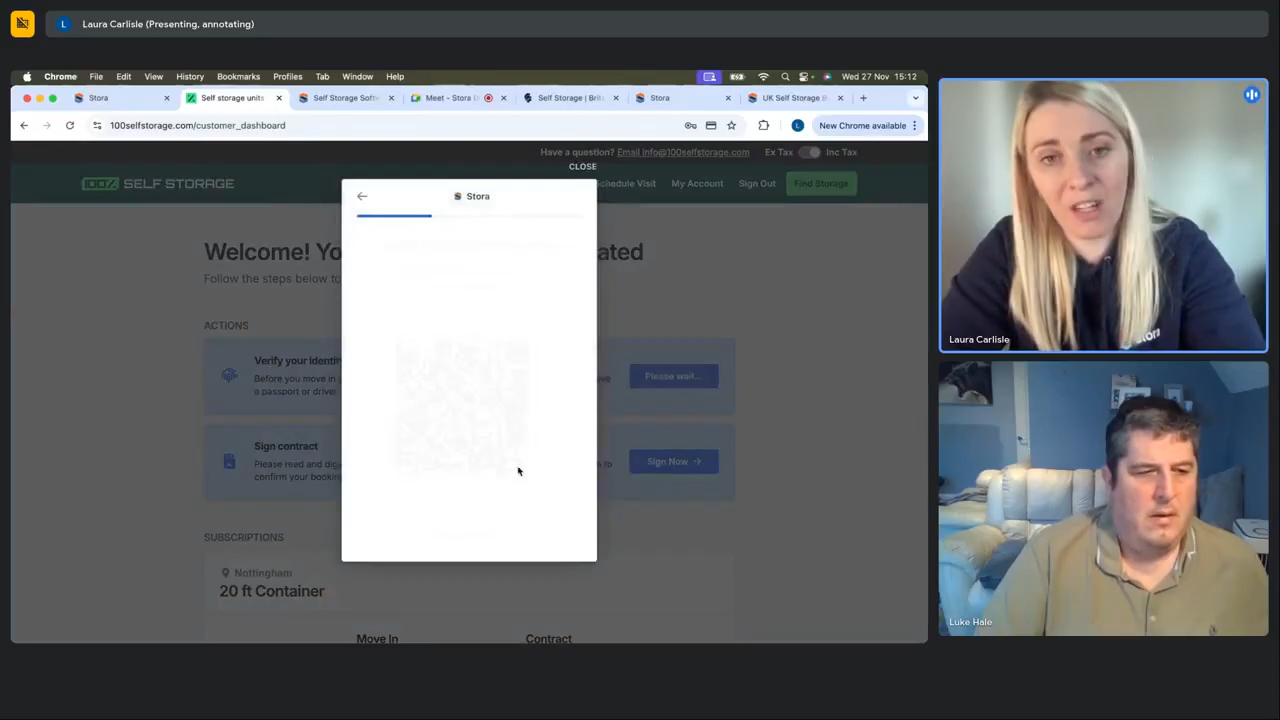 L Laura Carlisle (Presenting, annotating)
Chrome File Edit View History Bookmarks Profiles Tab Window Help Wed 27 Nov 15:12
Stora Self storage units Self Storage Soft Meet - Stora Self Storage | Brit Stora UK Self Storage
100selfstorage.com/customer_dashboard L New Chrome available
Have a question? Email info@100selfstorage.com Ex Tax Inc Tax
CLOSE
100% SELF STORAGE Schedule Visit My Account Sign Out Find Storage
Stora
Welcome! Yo ated
Follow the steps below to
ACTIONS
Verify your identi
Before you move in ve
a passport or drive
Please wait...
Sign contract
Please read and dig n to
confirm your booking
Sign Now →
SUBSCRIPTIONS
Nottingham
20 ft Container
Move In Contract
Laura Carlisle
Luke Hale